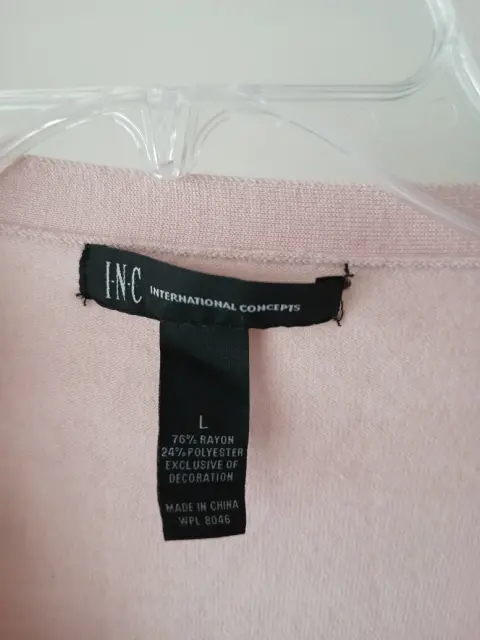 I·N·C INTERNATIONAL CONCEPTS
L
76% RAYON
24% POLYESTER
EXCLUSIVE OF
DECORATION
MADE IN CHINA
WPL 8046